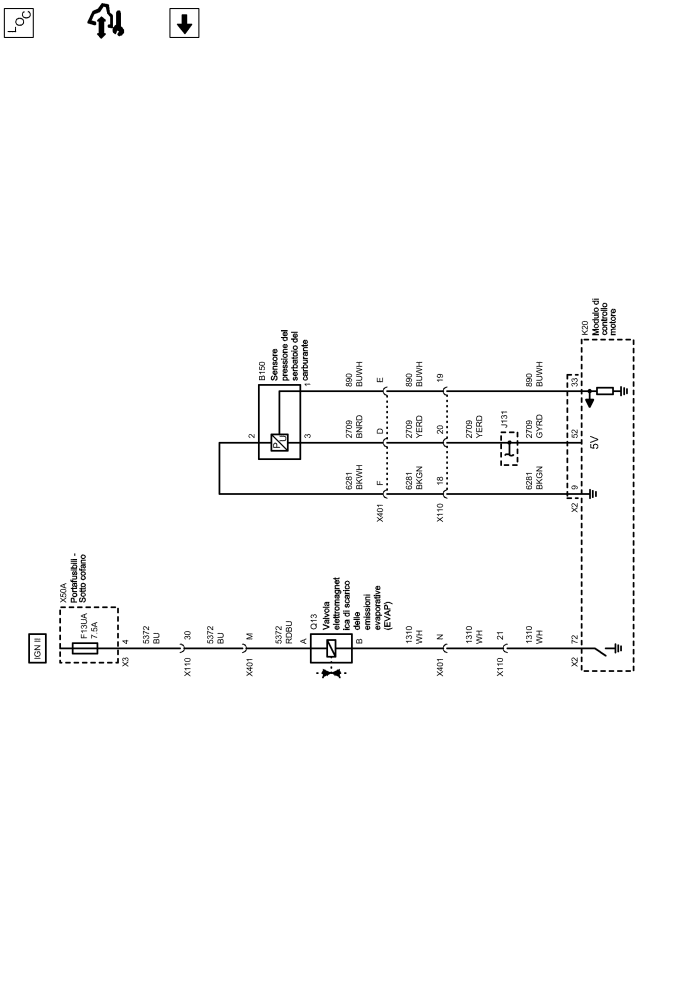 LOC
IGN II
X50A
Portafusibili -
Sotto cofano
F13UA
7.5A
4
X3
5372
BU
30
X110
5372
BU
M
X401
5372
RDBU
A
Q13
Valvola
elettromagnet
ica di scarico
delle
emissioni
evaporative
(EVAP)
B
1310
WH
N
X401
1310
WH
21
X110
1310
WH
72
X2
B150
Sensore
pressione del
serbatoio del
carburante
2
P
U
1
3
890
BUWH
2709
BNRD
6281
BKWH
E
D
F
X401
890
BUWH
2709
YERD
6281
BKGN
19
20
18
X110
2709
YERD
J131
890
BUWH
2709
GYRD
6281
BKGN
33
52
9
X2
5V
K20
Modulo di
controllo
motore